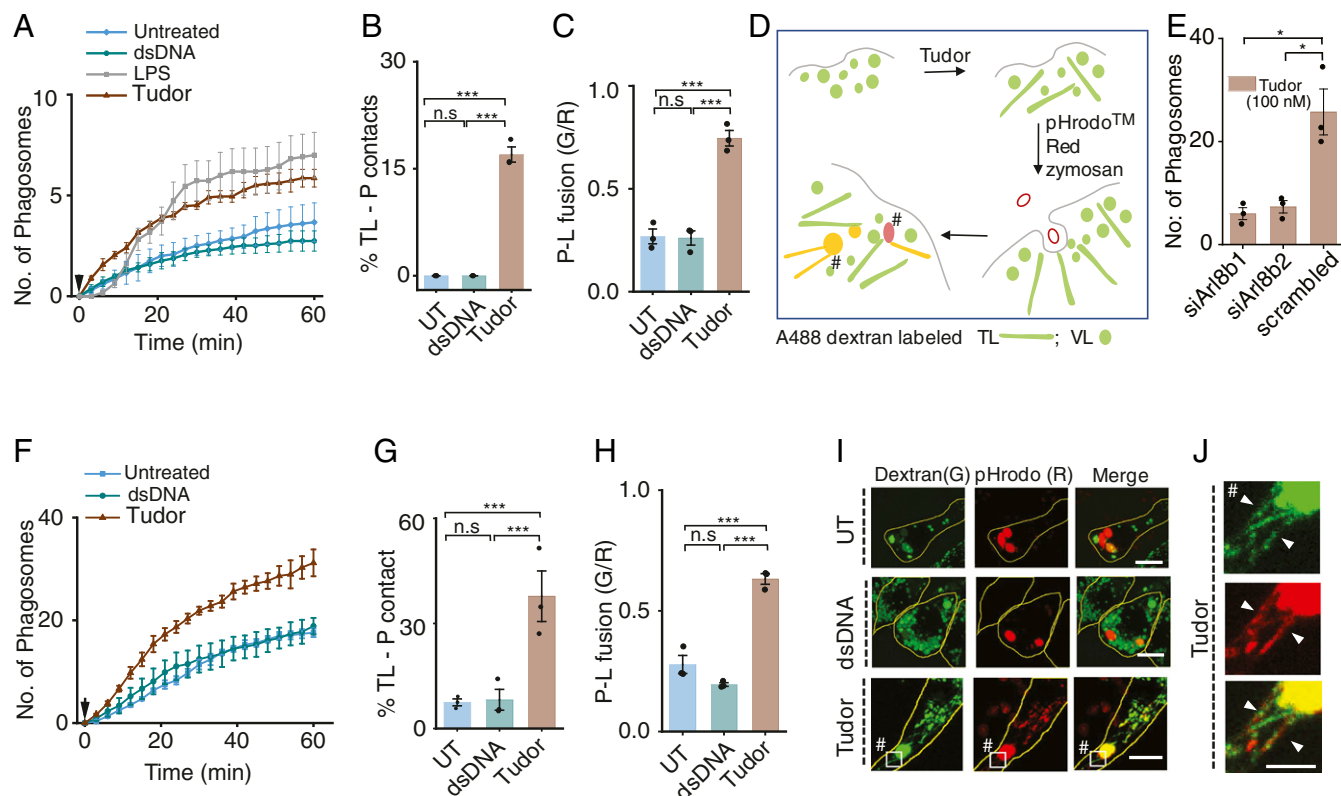 A
Untreated
dsDNA
LPS
Tudor
No. of Phagosomes
10
5
0
0 20 40 60
Time (min)
B
% TL - P contacts
30
15
0
***
n.s ***
UT
dsDNA
Tudor
C
P-L fusion (G/R)
1.0
0.5
0.0
***
n.s ***
UT
dsDNA
Tudor
D
Tudor
pHrodo™
Red
zymosan
#
#
A488 dextran labeled TL ; VL
E
No: of Phagosomes
40
20
0
*
*
Tudor
(100 nM)
siArl8b1
siArl8b2
scrambled
F
Untreated
dsDNA
Tudor
No. of Phagosomes
40
20
0
0 20 40 60
Time (min)
G
% TL - P contact
60
30
0
***
n.s ***
UT
dsDNA
Tudor
H
P-L fusion (G/R)
1.0
0.5
0.0
***
n.s ***
UT
dsDNA
Tudor
I
Dextran(G) pHrodo (R) Merge
UT
dsDNA
Tudor
# # #
J
Tudor
#